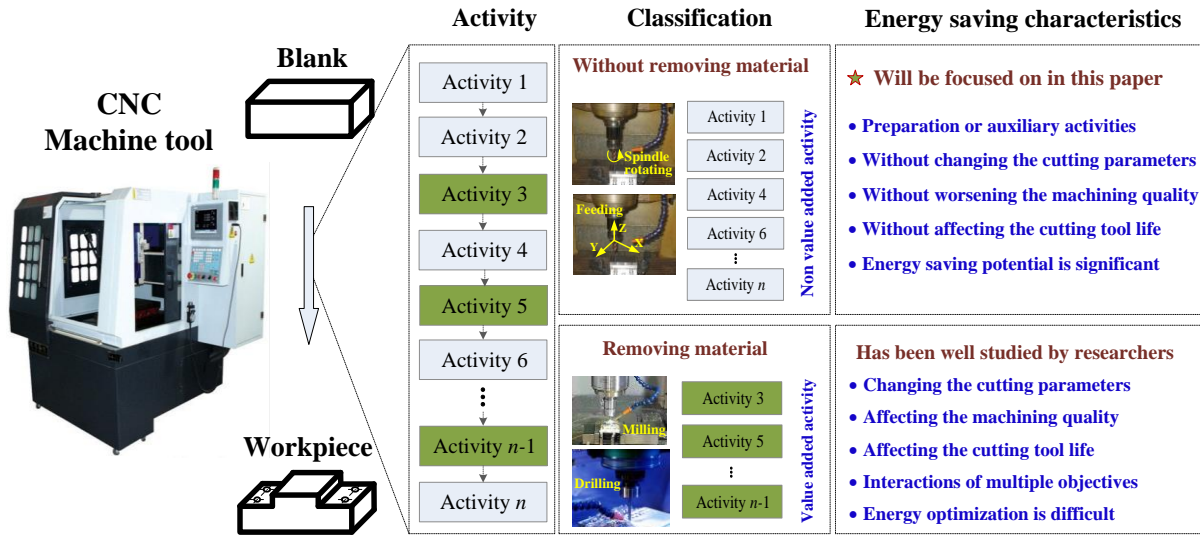 CNC
Machine tool
Blank
Workpiece
Activity
Activity 1
Activity 2
Activity 3
Activity 4
Activity 5
Activity 6
Activity n-1
Activity n
Classification
Without removing material
Spindle
rotating
Feeding
Z
Y
X
Activity 1
Activity 2
Activity 4
Activity 6
Activity n
Non value added activity
Removing material
Milling
Drilling
Activity 3
Activity 5
Activity n-1
Value added activity
Energy saving characteristics
Will be focused on in this paper
• Preparation or auxiliary activities
• Without changing the cutting parameters
• Without worsening the machining quality
• Without affecting the cutting tool life
• Energy saving potential is significant
Has been well studied by researchers
• Changing the cutting parameters
• Affecting the machining quality
• Affecting the cutting tool life
• Interactions of multiple objectives
• Energy optimization is difficult